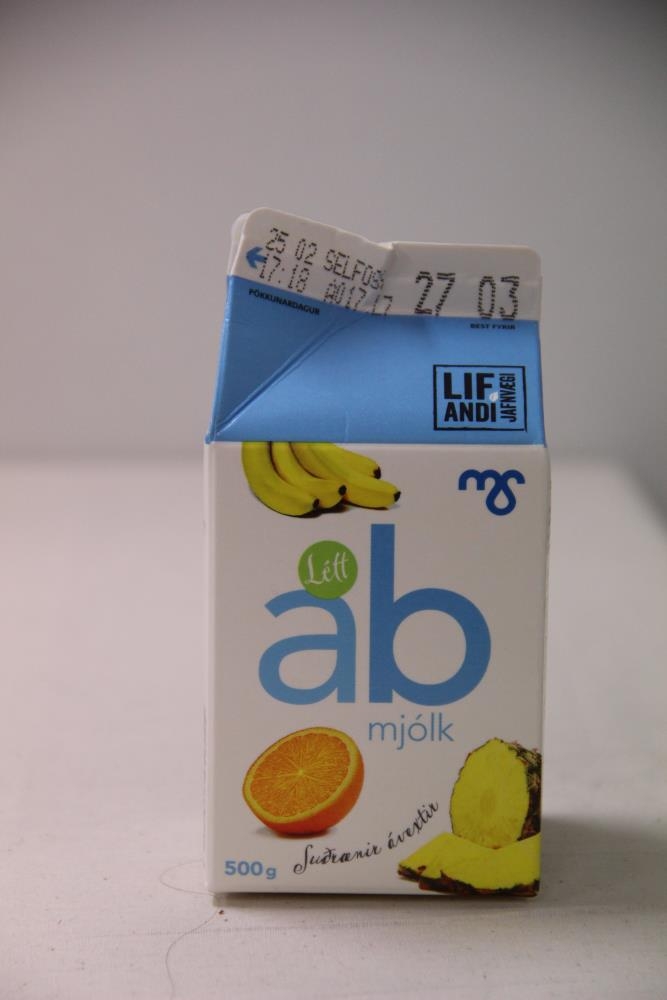 25 02 SELFOSS
17:18
27 03
PÖKKUNARDAGUR
BEST FYRIR
LIF
ANDI
JAFNVÆGI
ms
Létt
ab
mjólk
Suðrænir ávextir
500 g